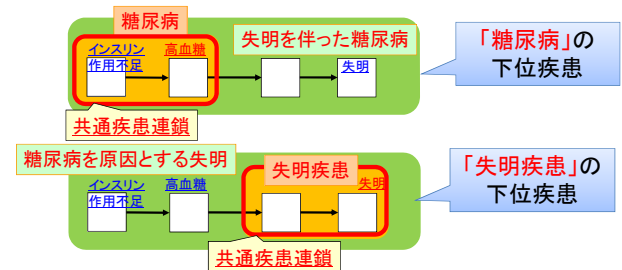 糖尿病
失明を伴った糖尿病
インスリン
作用不足
高血糖
失明
「糖尿病」の
下位疾患
共通疾患連鎖
糖尿病を原因とする失明
失明疾患
インスリン
作用不足
高血糖
失明
「失明疾患」の
下位疾患
共通疾患連鎖